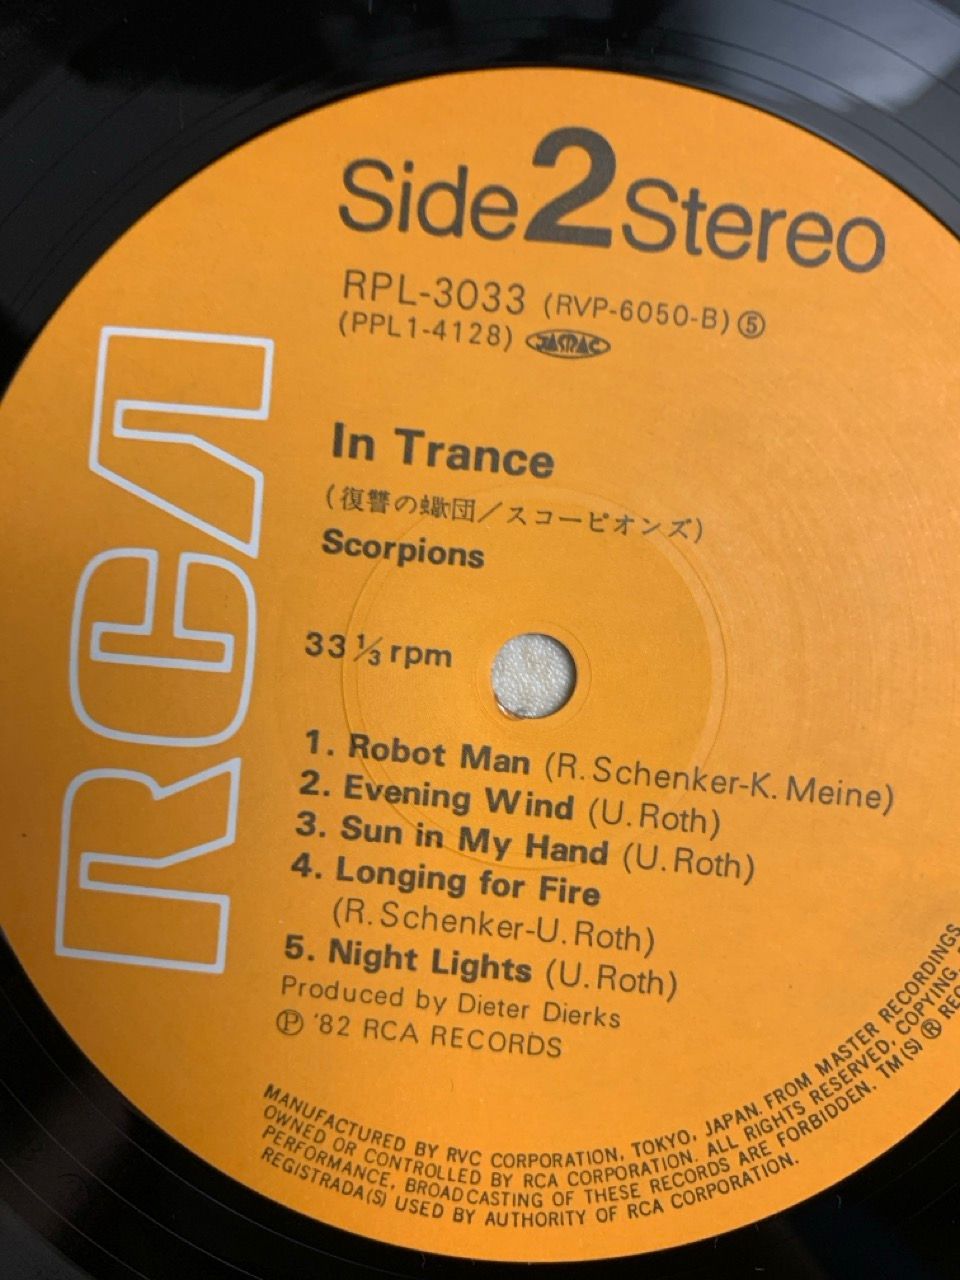 Side 2 Stereo
RPL-3033 (RVP-6050-B) ⑤
(PPL1-4128) JASRAC
In Trance
(復讐の蠍団/スコーピオンズ)
Scorpions
33⅓ rpm
1. Robot Man (R. Schenker-K. Meine)
2. Evening Wind (U. Roth)
3. Sun in My Hand (U. Roth)
4. Longing for Fire
(R. Schenker-U. Roth)
5. Night Lights (U. Roth)
Produced by Dieter Dierks
℗ '82 RCA RECORDS
RCA
MANUFACTURED BY RVC CORPORATION, TOKYO, JAPAN. FROM MASTER RECORDINGS
OWNED OR CONTROLLED BY RCA CORPORATION. ALL RIGHTS RESERVED, COPYING,
PERFORMANCE, BROADCASTING OF THESE RECORDS ARE FORBIDDEN. TM(S) ®
REGISTRADA(S) USED BY AUTHORITY OF RCA CORPORATION.